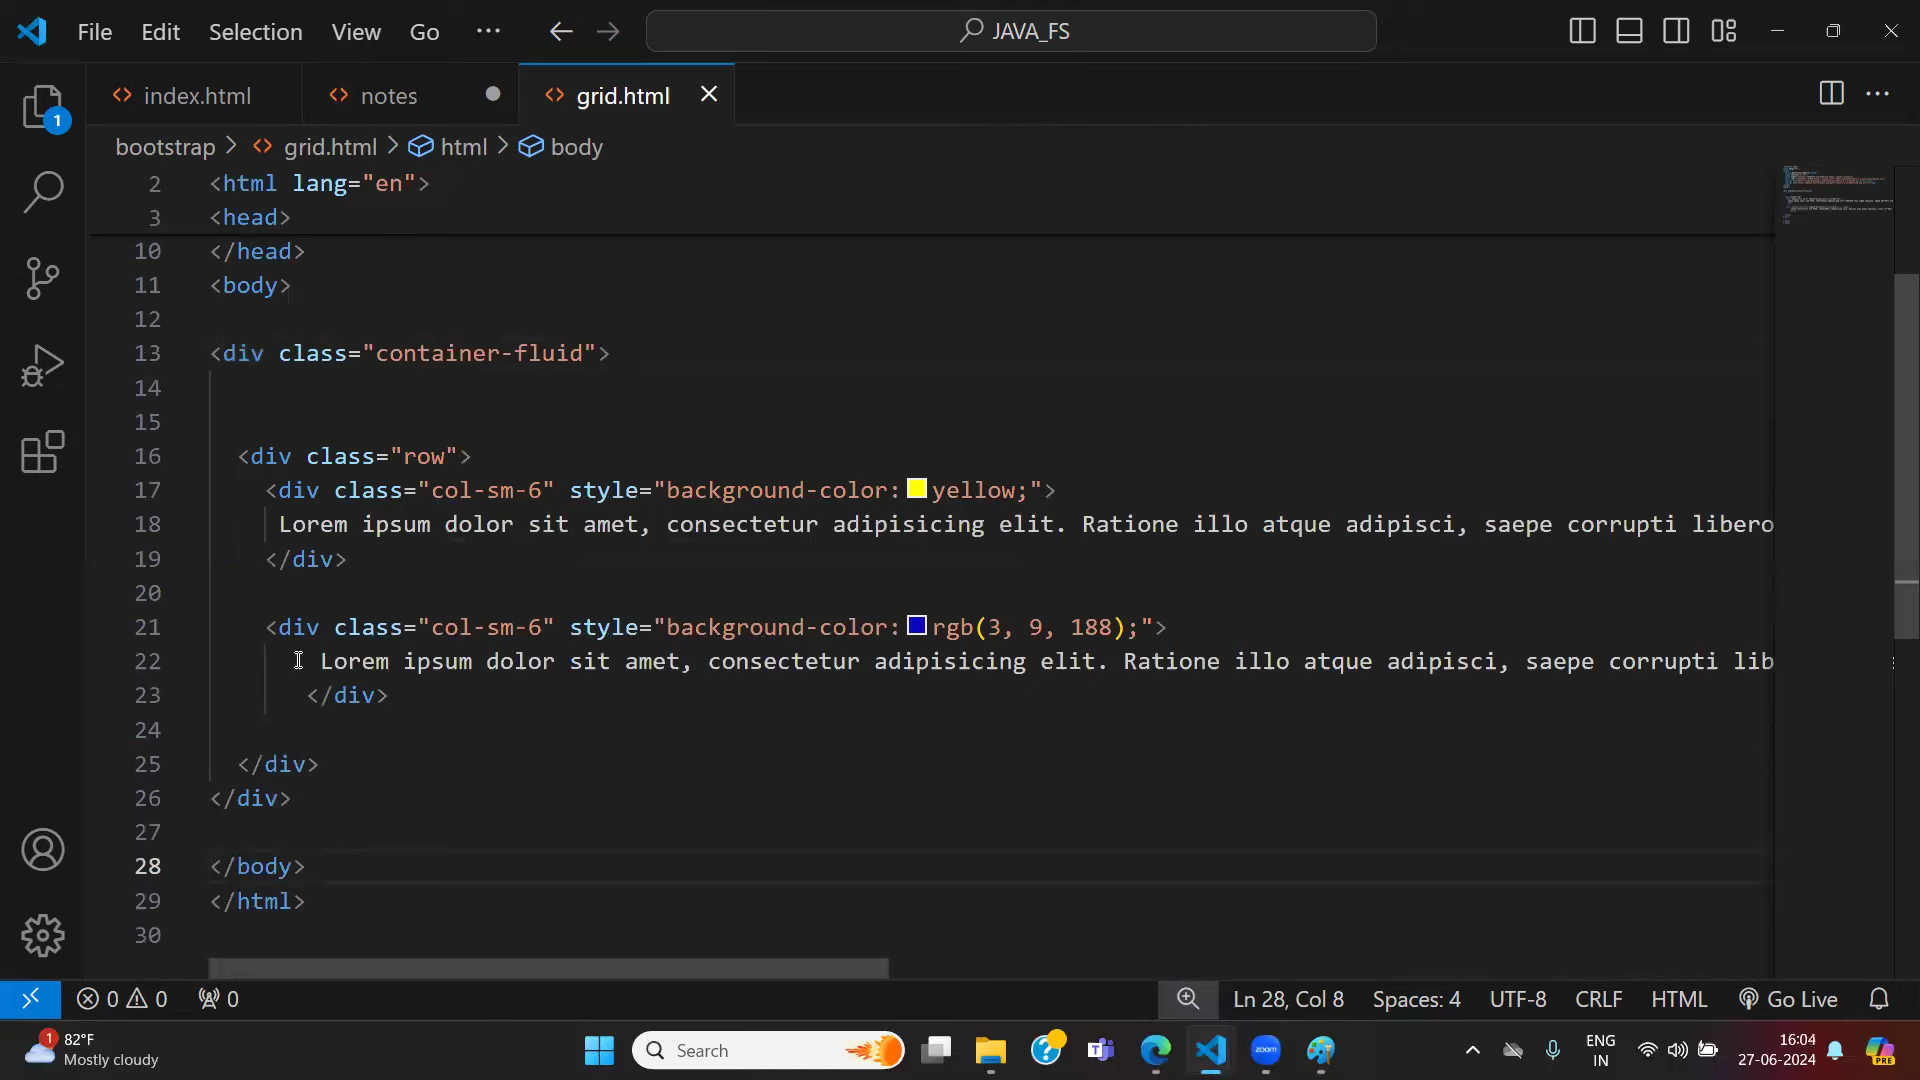 File Edit Selection View Go ··· JAVA_FS
index.html notes grid.html
1
bootstrap > grid.html > html > body
2 <html lang="en">
3 <head>
10 </head>
11 <body>
12
13 <div class="container-fluid">
14
15
16 <div class="row">
17 <div class="col-sm-6" style="background-color:yellow;">
18 Lorem ipsum dolor sit amet, consectetur adipisicing elit. Ratione illo atque adipisci, saepe corrupti libero
19 </div>
20
21 <div class="col-sm-6" style="background-color:rgb(3, 9, 188);">
22 Lorem ipsum dolor sit amet, consectetur adipisicing elit. Ratione illo atque adipisci, saepe corrupti lib
23 </div>
24
25 </div>
26 </div>
27
28 </body>
29 </html>
30
0 0 0 Ln 28, Col 8 Spaces: 4 UTF-8 CRLF HTML Go Live
1 82°F
Mostly cloudy
Search
zoom
ENG
IN
16:04
27-06-2024
PRE